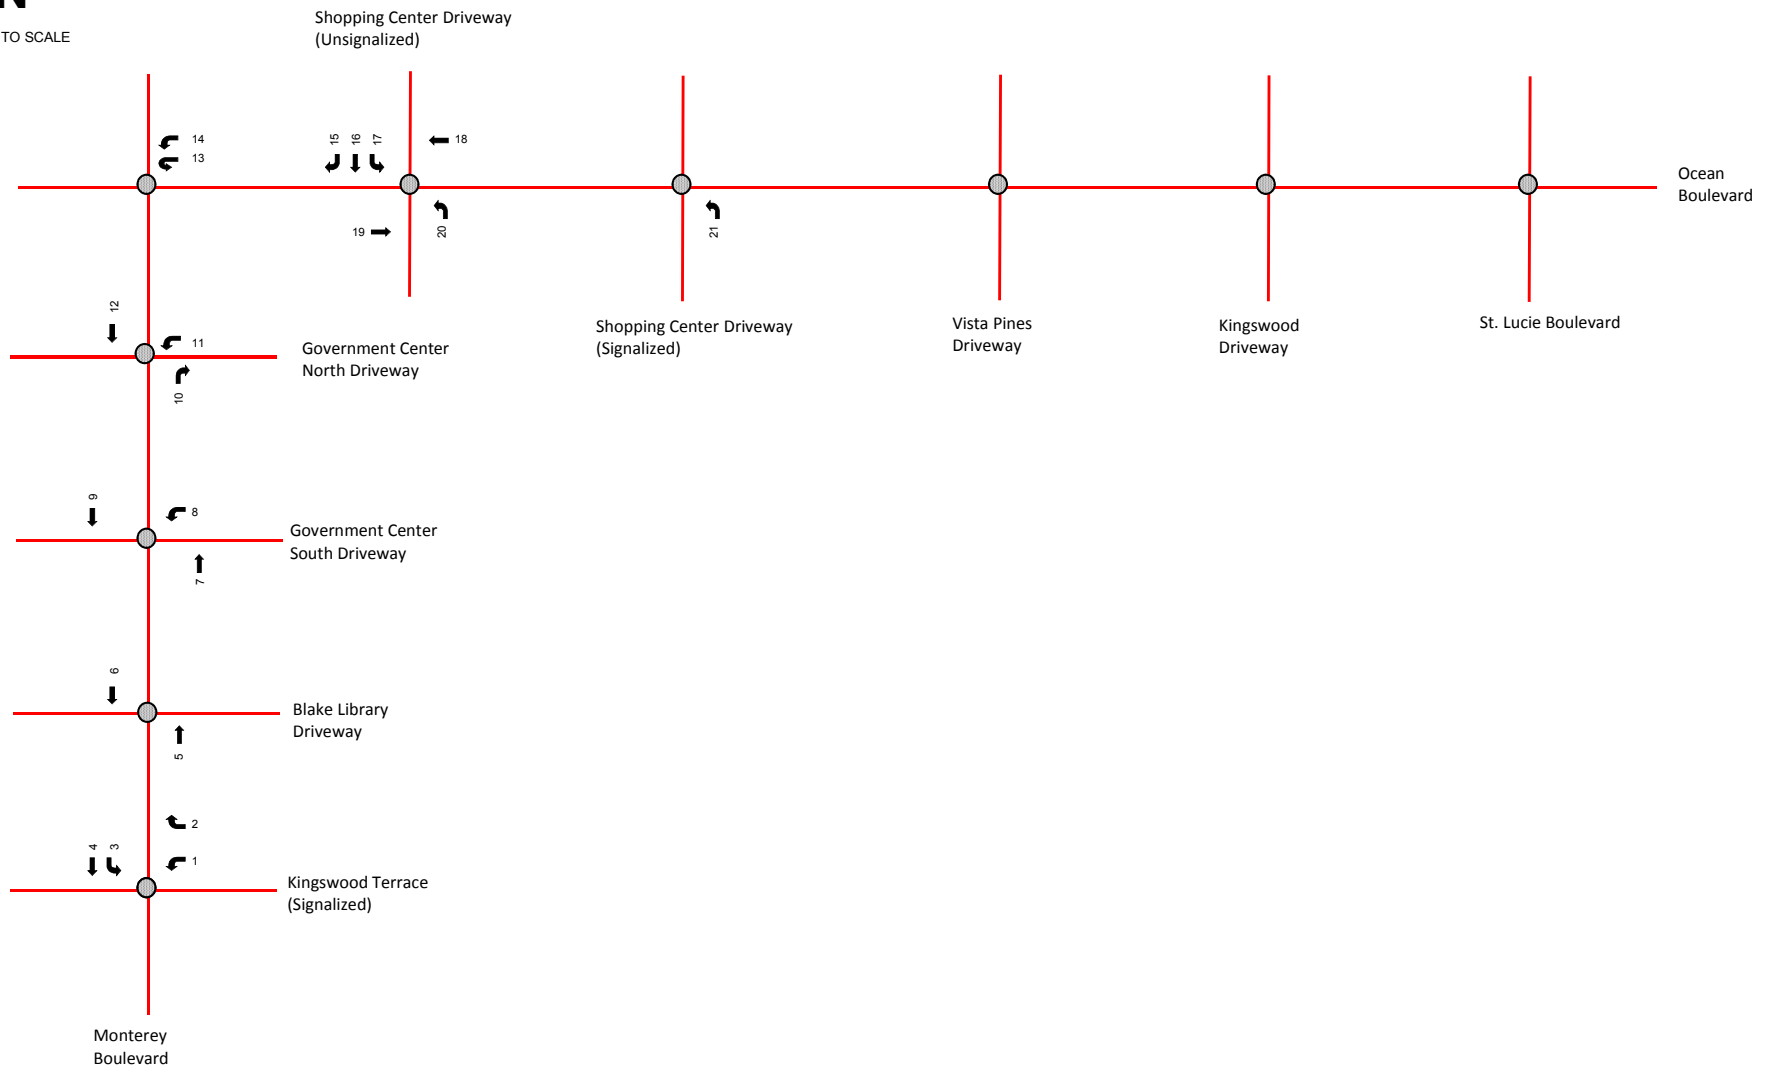 N
TO SCALE
Shopping Center Driveway
(Unsignalized)
14
13
15
16
17
18
Ocean
Boulevard
19
20
21
12
11
10
Government Center
North Driveway
Shopping Center Driveway
(Signalized)
Vista Pines
Driveway
Kingswood
Driveway
St. Lucie Boulevard
9
8
7
Government Center
South Driveway
6
5
Blake Library
Driveway
2
4
3
1
Kingswood Terrace
(Signalized)
Monterey
Boulevard